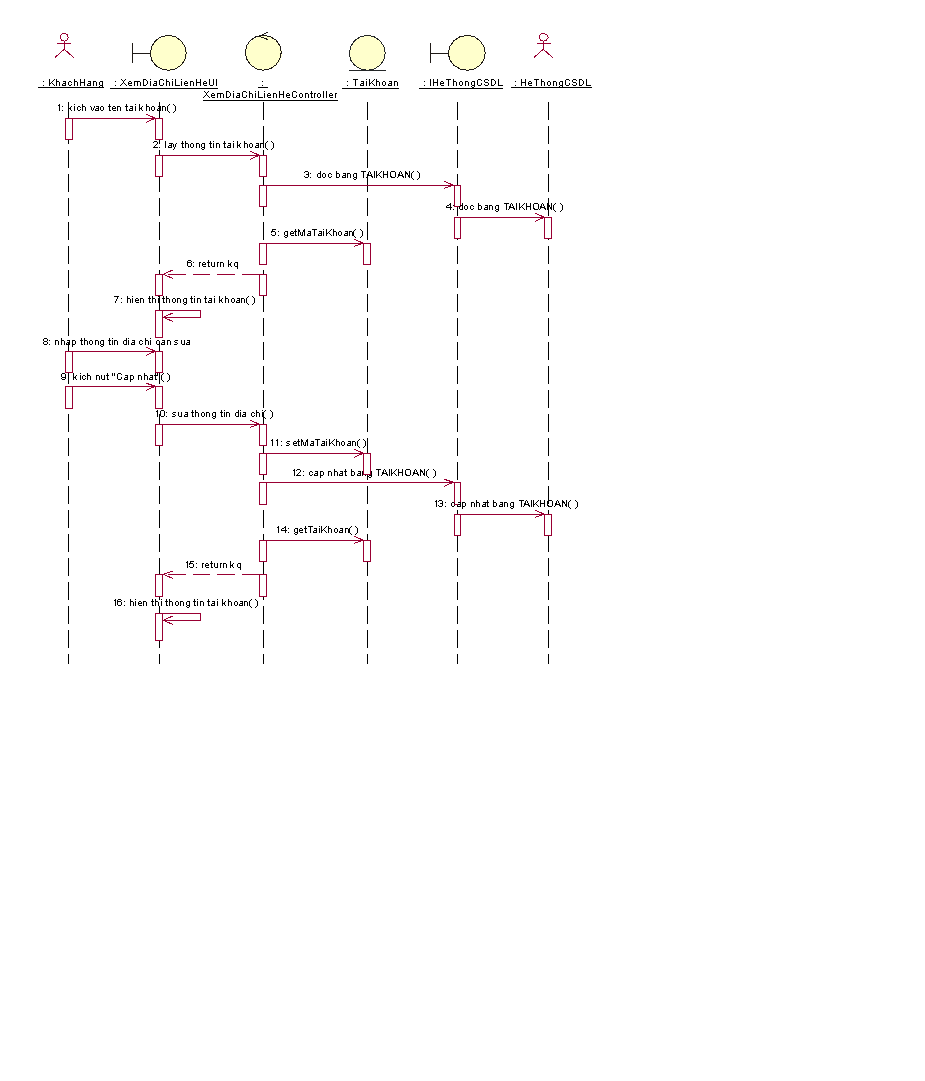 : KhachHang
: XemDiaChiLienHeUI
:
XemDiaChiLienHeController
: TaiKhoan
: IHeThongCSDL
: HeThongCSDL
1: kich vao ten tai khoan( )
2: lay thong tin tai khoan( )
3: doc bang TAIKHOAN( )
4: doc bang TAIKHOAN( )
5: getMaTaiKhoan( )
6: return kq
7: hien thi thong tin tai khoan( )
8: nhap thong tin dia chi can sua
9: kich nut "Cap nhat"( )
10: sua thong tin dia chi( )
11: setMaTaiKhoan( )
12: cap nhat bang TAIKHOAN( )
13: cap nhat bang TAIKHOAN( )
14: getTaiKhoan( )
15: return kq
16: hien thi thong tin tai khoan( )